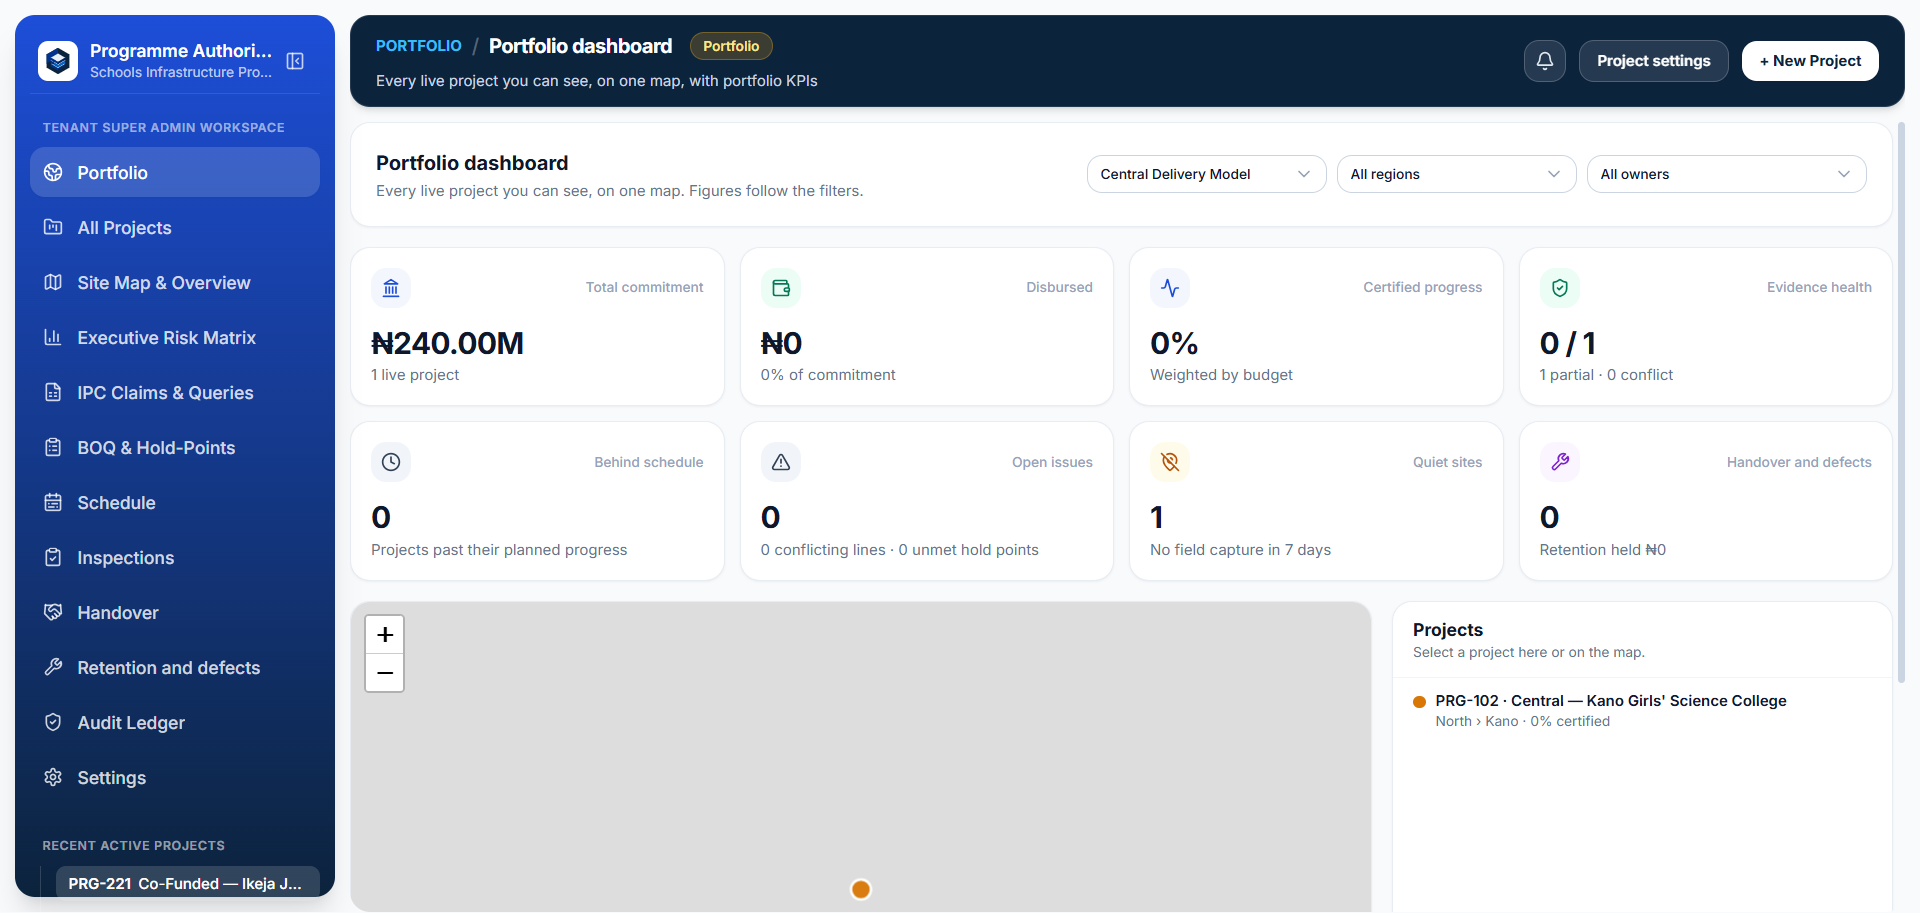 Programme Authori...
Schools Infrastructure Pro...
TENANT SUPER ADMIN WORKSPACE
Portfolio
All Projects
Site Map & Overview
Executive Risk Matrix
IPC Claims & Queries
BOQ & Hold-Points
Schedule
Inspections
Handover
Retention and defects
Audit Ledger
Settings
RECENT ACTIVE PROJECTS
PRG-221 Co-Funded — Ikeja J...
PORTFOLIO / Portfolio dashboard Portfolio
Every live project you can see, on one map, with portfolio KPIs
Project settings
+ New Project
Portfolio dashboard
Every live project you can see, on one map. Figures follow the filters.
Central Delivery Model
All regions
All owners
Total commitment
₦240.00M
1 live project
Disbursed
₦0
0% of commitment
Certified progress
0%
Weighted by budget
Evidence health
0 / 1
1 partial · 0 conflict
Behind schedule
0
Projects past their planned progress
Open issues
0
0 conflicting lines · 0 unmet hold points
Quiet sites
1
No field capture in 7 days
Handover and defects
0
Retention held ₦0
+
−
Projects
Select a project here or on the map.
PRG-102 · Central — Kano Girls' Science College
North › Kano · 0% certified